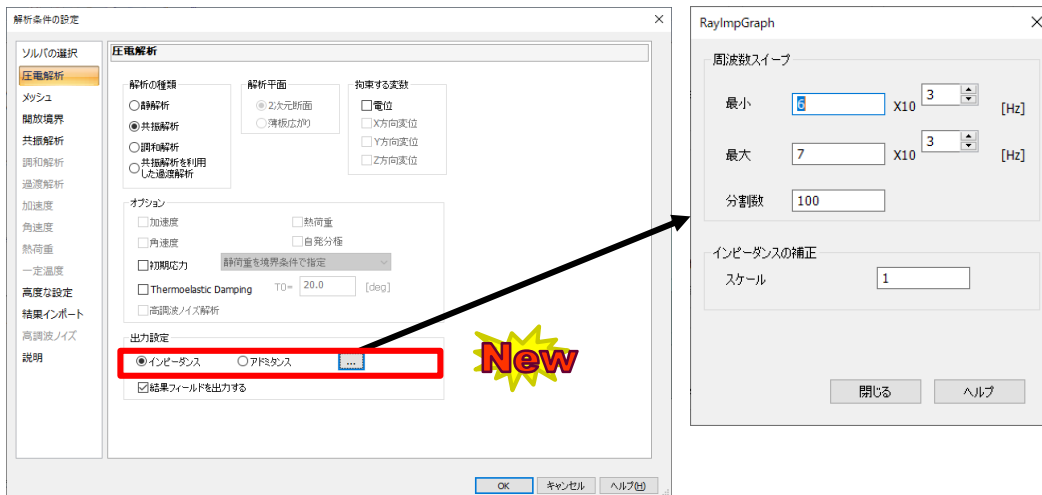 解析条件の設定
ソルバの選択
圧電解析
メッシュ
開放境界
共振解析
調和解析
過渡解析
加速度
角速度
熱荷重
一定温度
高度な設定
結果インポート
高調波ノイズ
説明
圧電解析
解析の種類
静解析
共振解析
調和解析
共振解析を利用
した過渡解析
解析平面
2次元断面
薄板広がり
拘束する変数
電位
X方向変位
Y方向変位
Z方向変位
オプション
加速度
熱荷重
角速度
自発分極
初期応力
静荷重を境界条件で指定
Thermoelastic Damping
T0= 20.0 [deg]
高調波ノイズ解析
出力設定
インピーダンス
アドミタンス
...
結果フィールドを出力する
OK
キャンセル
ヘルプ(H)
New
RayImpGraph
周波数スイープ
最小 6 X10 3 [Hz]
最大 7 X10 3 [Hz]
分割数 100
インピーダンスの補正
スケール 1
閉じる
ヘルプ